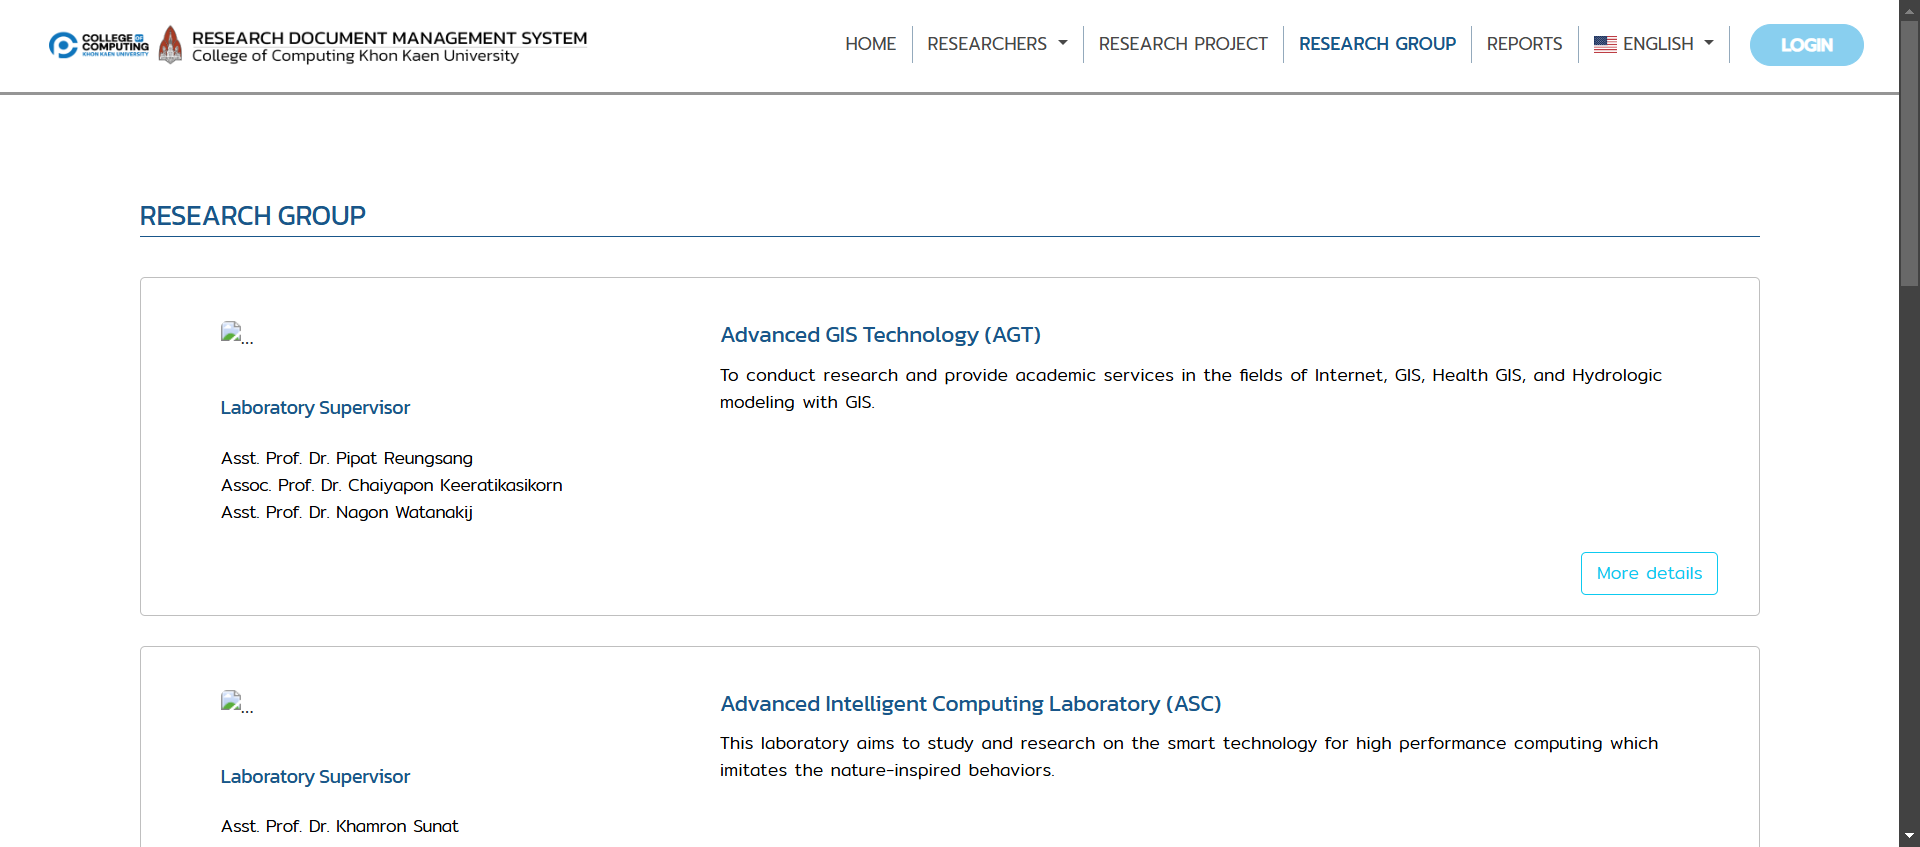 COLLEGE OF
COMPUTING
KHON KAEN UNIVERSITY
RESEARCH DOCUMENT MANAGEMENT SYSTEM
College of Computing Khon Kaen University
HOME
RESEARCHERS
RESEARCH PROJECT
RESEARCH GROUP
REPORTS
ENGLISH
LOGIN
RESEARCH GROUP
...
Laboratory Supervisor
Asst. Prof. Dr. Pipat Reungsang
Assoc. Prof. Dr. Chaiyapon Keeratikasikorn
Asst. Prof. Dr. Nagon Watanakij
Advanced GIS Technology (AGT)
To conduct research and provide academic services in the fields of Internet, GIS, Health GIS, and Hydrologic
modeling with GIS.
More details
...
Laboratory Supervisor
Asst. Prof. Dr. Khamron Sunat
Advanced Intelligent Computing Laboratory (ASC)
This laboratory aims to study and research on the smart technology for high performance computing which
imitates the nature-inspired behaviors.